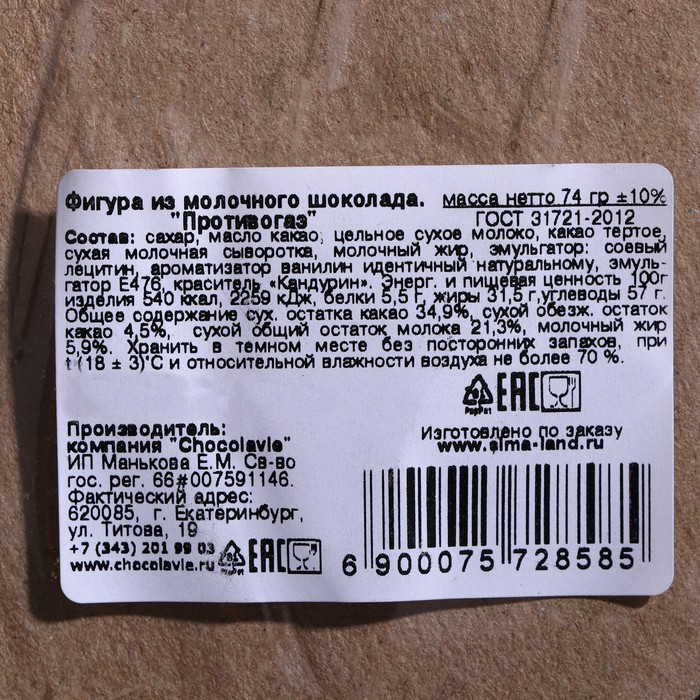 Фигура из молочного шоколада. масса нетто 74 гр ±10%
"Противогаз" ГОСТ 31721-2012
Состав: сахар, масло какао, цельное сухое молоко, какао тертое,
сухая молочная сыворотка, молочный жир, эмульгатор: соевый
лецитин, ароматизатор ванилин идентичный натуральному, эмуль-
гатор Е476, краситель «Кандурин». Энерг. и пищевая ценность 100г
изделия 540 ккал, 2259 кДж, белки 5,5 г, жиры 31,5 г,углеводы 57 г.
Общее содержание сух. остатка какао 34,9%, сухой обезж. остаток
какао 4,5%, сухой общий остаток молока 21,3%, молочный жир
5,9%. Хранить в темном месте без посторонних запахов, при
t (18 ± 3)°С и относительной влажности воздуха не более 70 %.
EAC
Изготовлено по заказу
www.sima-land.ru
Производитель:
компания "Chocolavie"
ИП Манькова Е.М. Св-во
гос. рег. 66#007591146.
Фактический адрес:
620085, г. Екатеринбург,
ул. Титова, 19
+7 (343) 201 99 03
www.chocolavie.ru EAC
6 900075 728585